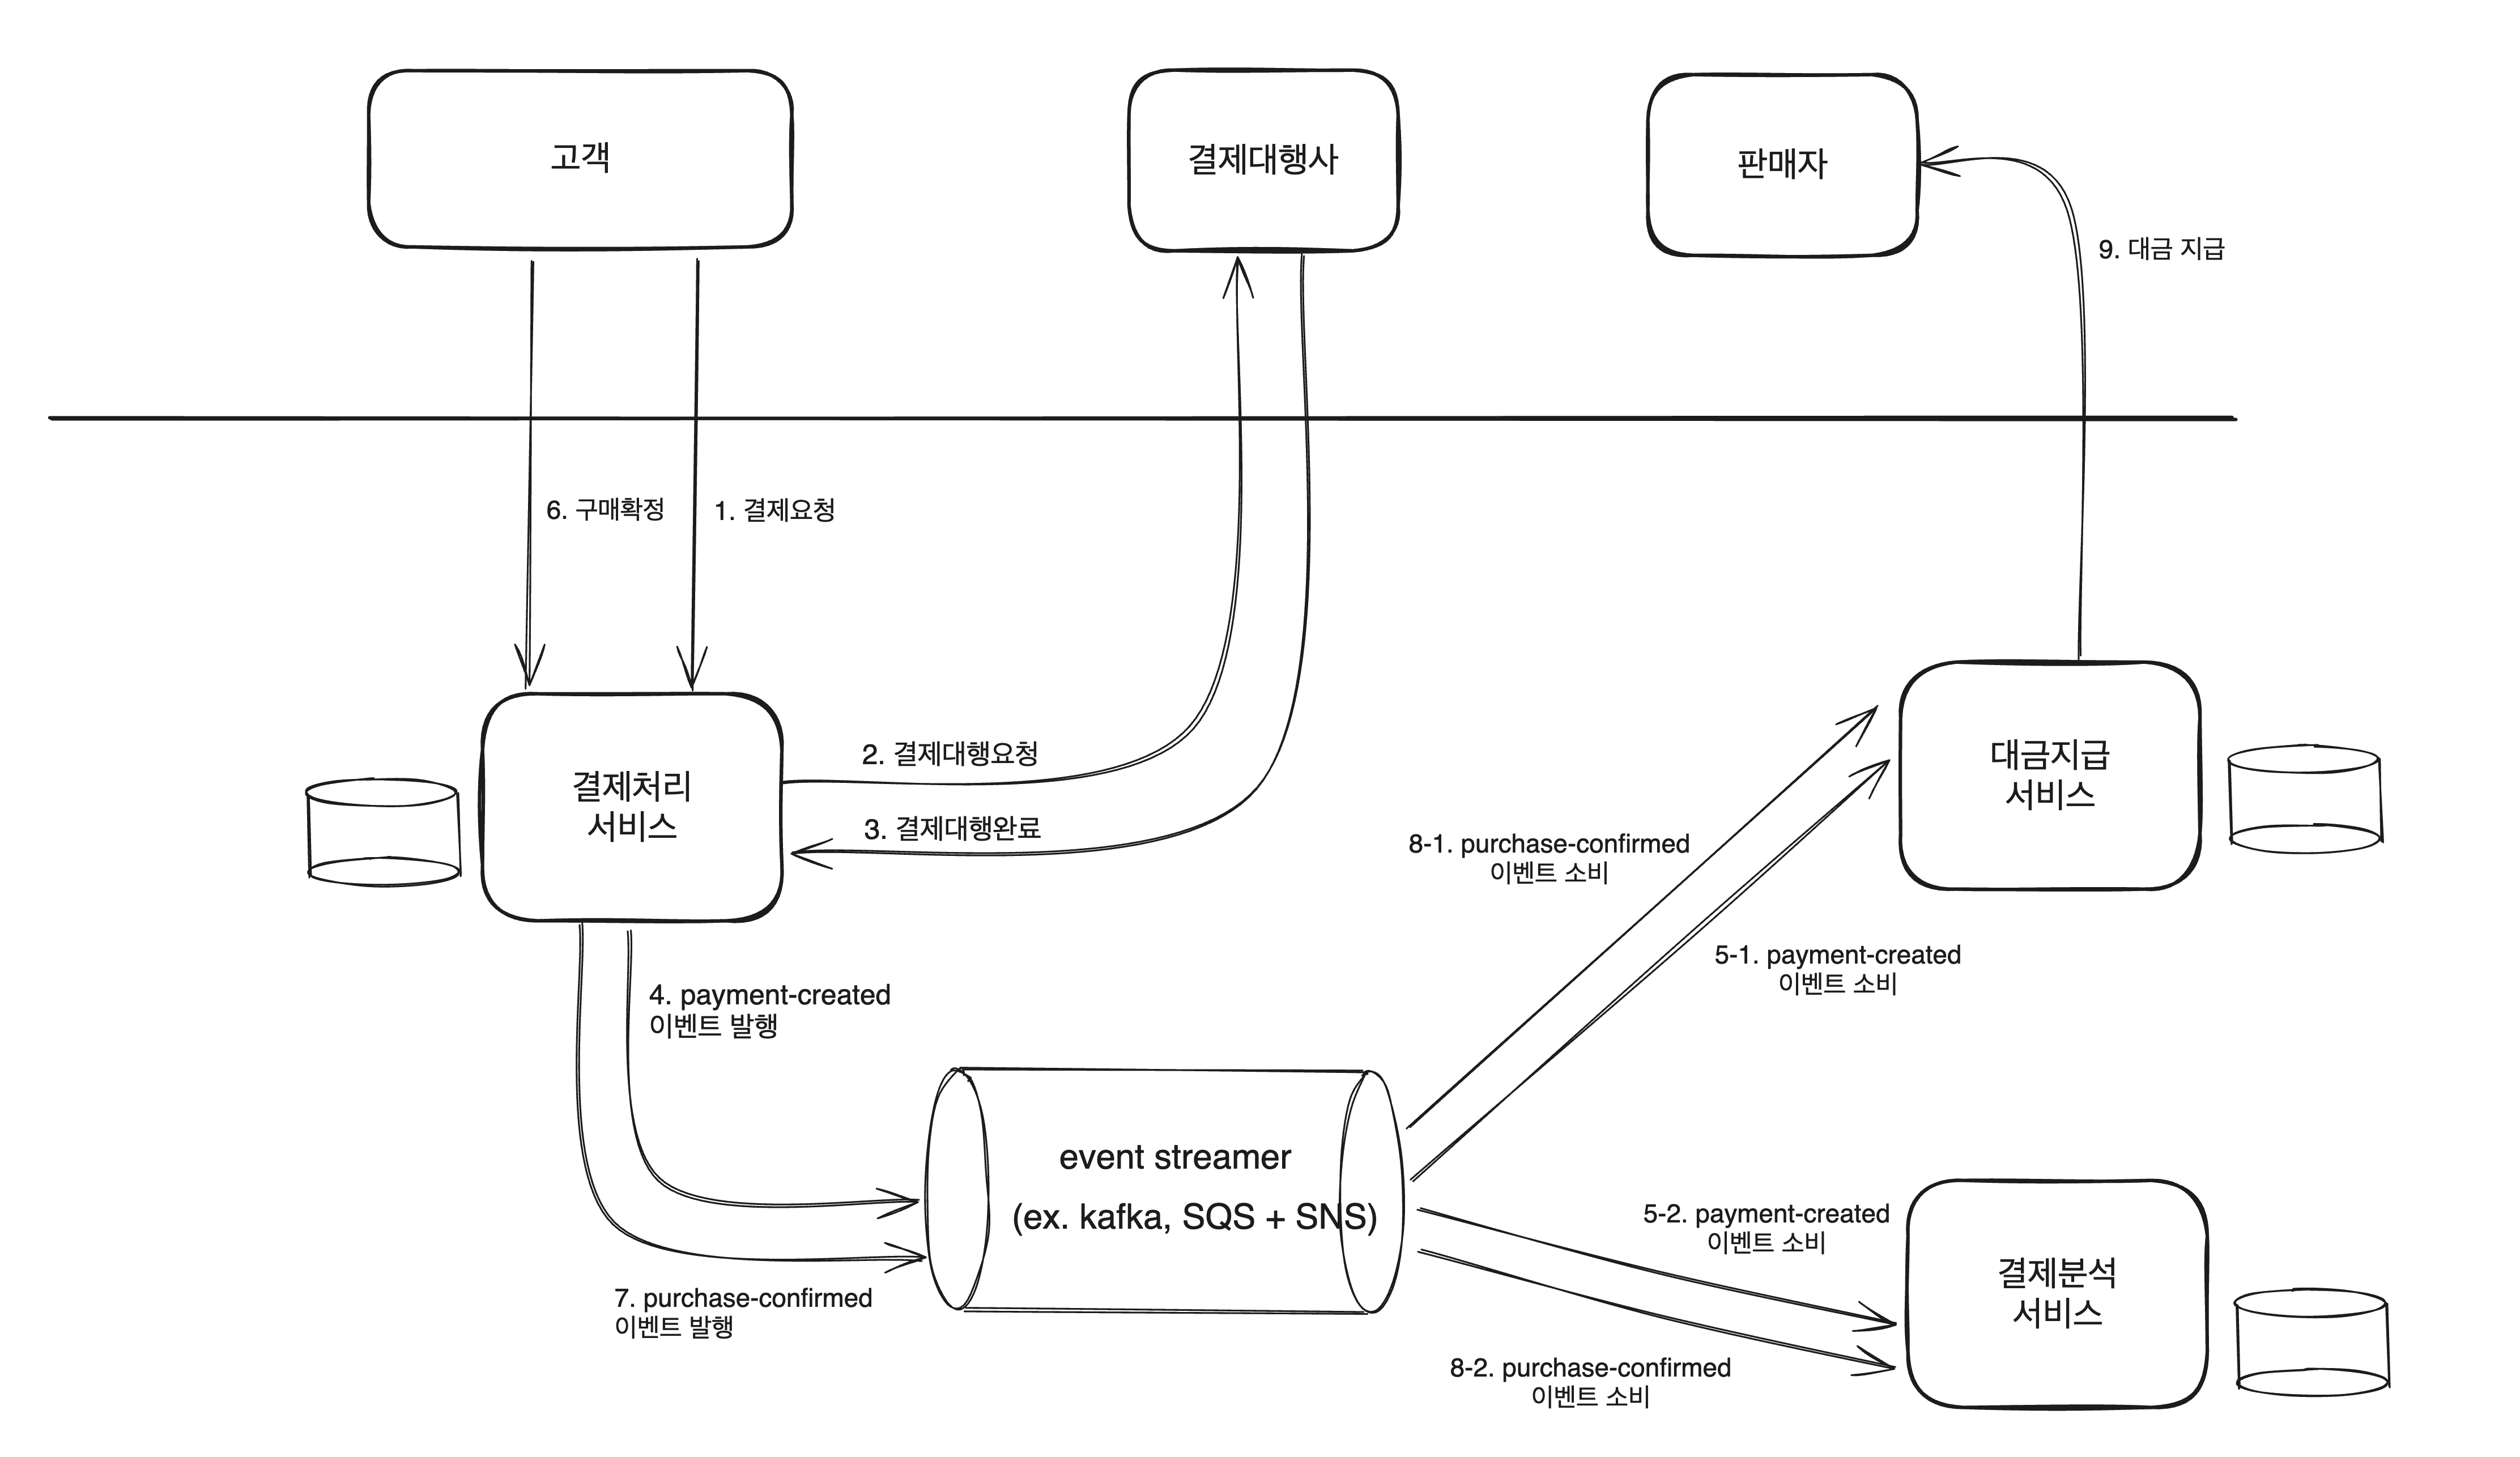 고객
결제대행사
판매자
9. 대금 지급
6. 구매확정
1. 결제요청
2. 결제대행요청
3. 결제대행완료
결제처리
서비스
대금지급
서비스
8-1. purchase-confirmed
이벤트 소비
5-1. payment-created
이벤트 소비
4. payment-created
이벤트 발행
event streamer
(ex. kafka, SQS + SNS)
7. purchase-confirmed
이벤트 발행
5-2. payment-created
이벤트 소비
결제분석
서비스
8-2. purchase-confirmed
이벤트 소비